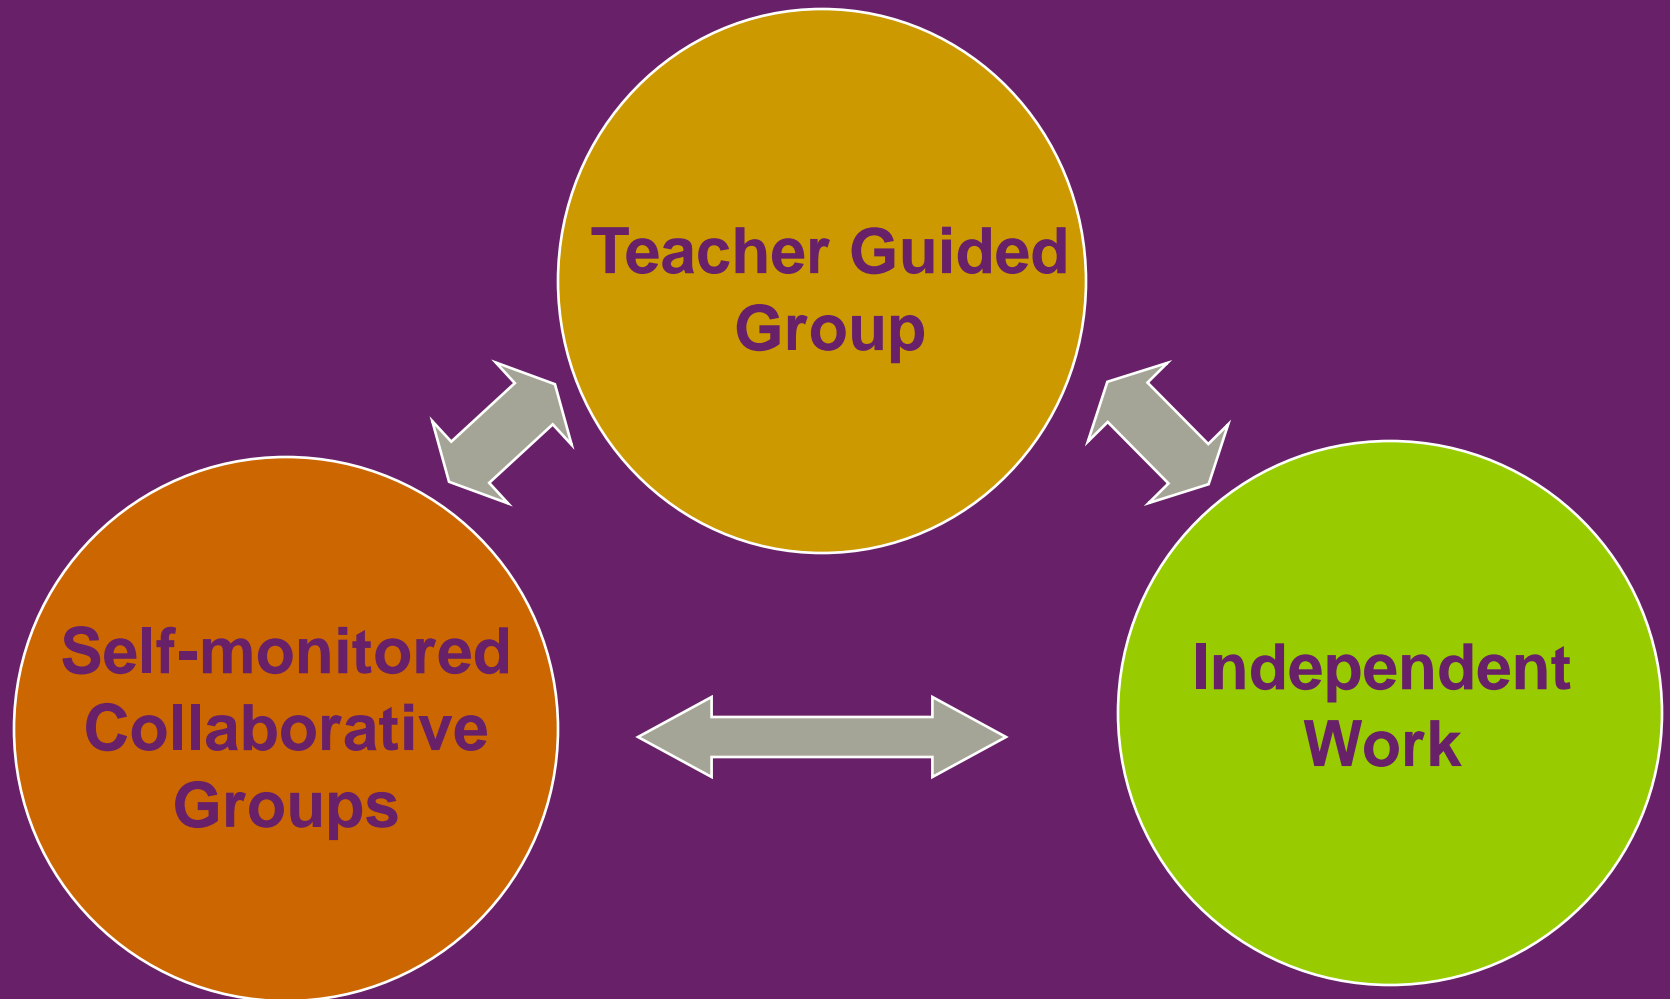 Teacher Guided
Group
Self-monitored
Collaborative
Groups
Independent
Work